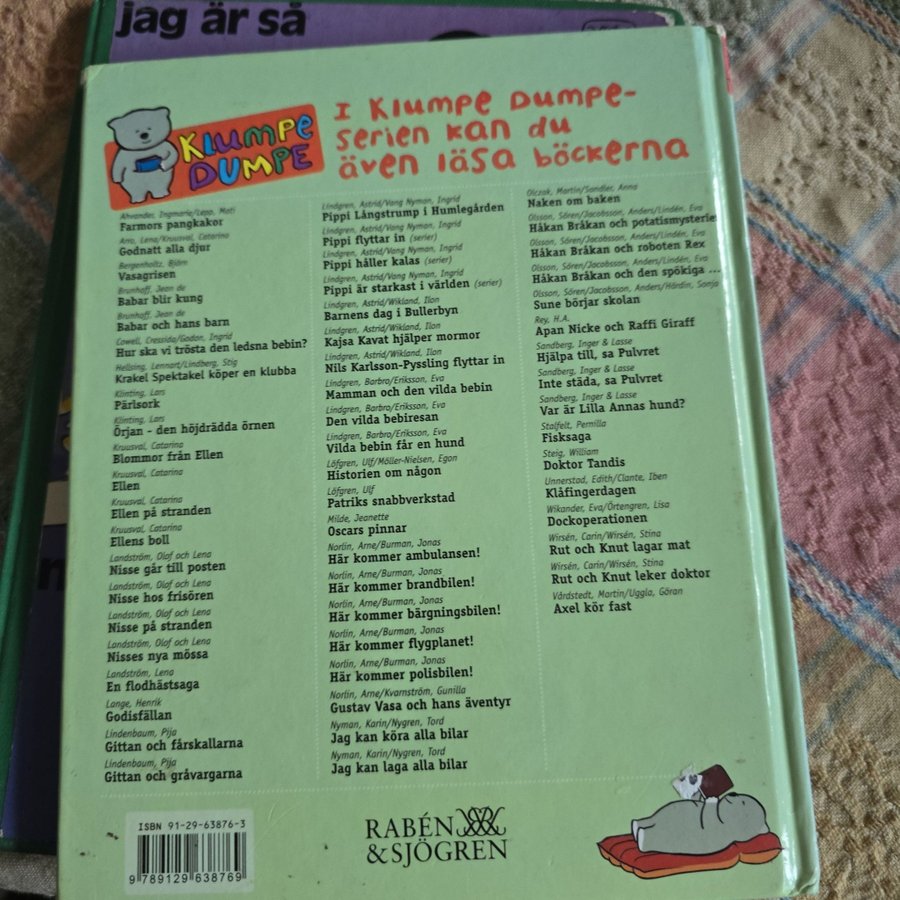 jag är så
KLUMPE
DUMPE
I KLUMPE DUMPE-
serien kan du
även läsa böckerna
Ahvander, Ingmarie/Lepp, Mati
Farmors pangkakor
Arro, Lena/Kruusval, Catarina
Godnatt alla djur
Bergenholtz, Björn
Vasagrisen
Brunhoff, Jean de
Babar blir kung
Brunhoff, Jean de
Babar och hans barn
Cowell, Cressida/Godon, Ingrid
Hur ska vi trösta den ledsna bebin?
Hellsing, Lennart/Lindberg, Stig
Krakel Spektakel köper en klubba
Klinting, Lars
Pärlsork
Klinting, Lars
Örjan - den höjdrädda örnen
Kruusval, Catarina
Blommor från Ellen
Kruusval, Catarina
Ellen
Kruusval, Catarina
Ellen på stranden
Kruusval, Catarina
Ellens boll
Landström, Olof och Lena
Nisse går till posten
Landström, Olof och Lena
Nisse hos frisören
Landström, Olof och Lena
Nisse på stranden
Landström, Olof och Lena
Nisses nya mössa
Landström, Lena
En flodhästsaga
Lange, Henrik
Godisfällan
Lindenbaum, Pija
Gittan och fårskallarna
Lindenbaum, Pija
Gittan och gråvargarna
Lindgren, Astrid/Vang Nyman, Ingrid
Pippi Långstrump i Humlegården
Lindgren, Astrid/Vang Nyman, Ingrid
Pippi flyttar in (serier)
Lindgren, Astrid/Vang Nyman, Ingrid
Pippi håller kalas (serier)
Lindgren, Astrid/Vang Nyman, Ingrid
Pippi är starkast i världen (serier)
Lindgren, Astrid/Wikland, Ilon
Barnens dag i Bullerbyn
Lindgren, Astrid/Wikland, Ilon
Kajsa Kavat hjälper mormor
Lindgren, Astrid/Wikland, Ilon
Nils Karlsson-Pyssling flyttar in
Lindgren, Barbro/Eriksson, Eva
Mamman och den vilda bebin
Lindgren, Barbro/Eriksson, Eva
Den vilda bebiresan
Lindgren, Barbro/Eriksson, Eva
Vilda bebin får en hund
Löfgren, Ulf/Möller-Nielsen, Egon
Historien om någon
Löfgren, Ulf
Patriks snabbverkstad
Milde, Jeanette
Oscars pinnar
Norlin, Arne/Burman, Jonas
Här kommer ambulansen!
Norlin, Arne/Burman, Jonas
Här kommer brandbilen!
Norlin, Arne/Burman, Jonas
Här kommer bärgningsbilen!
Norlin, Arne/Burman, Jonas
Här kommer flygplanet!
Norlin, Arne/Burman, Jonas
Här kommer polisbilen!
Norlin, Arne/Kvarnström, Gunilla
Gustav Vasa och hans äventyr
Nyman, Karin/Nygren, Tord
Jag kan köra alla bilar
Nyman, Karin/Nygren, Tord
Jag kan laga alla bilar
Olczak, Martin/Sandler, Anna
Naken om baken
Olsson, Sören/Jacobsson, Anders/Lindén, Eva
Håkan Bråkan och potatismysteriet
Olsson, Sören/Jacobsson, Anders/Lindén, Eva
Håkan Bråkan och roboten Rex
Olsson, Sören/Jacobsson, Anders/Lindén, Eva
Håkan Bråkan och den spökiga ...
Olsson, Sören/Jacobsson, Anders/Härdin, Sonja
Sune börjar skolan
Rey, H.A.
Apan Nicke och Raffi Giraff
Sandberg, Inger & Lasse
Hjälpa till, sa Pulvret
Sandberg, Inger & Lasse
Inte städa, sa Pulvret
Sandberg, Inger & Lasse
Var är Lilla Annas hund?
Stalfelt, Pernilla
Fisksaga
Steig, William
Doktor Tandis
Unnerstad, Edith/Clante, Iben
Klåfingerdagen
Wikander, Eva/Örtengren, Lisa
Dockoperationen
Wirsén, Carin/Wirsén, Stina
Rut och Knut lagar mat
Wirsén, Carin/Wirsén, Stina
Rut och Knut leker doktor
Vårdstedt, Martin/Uggla, Göran
Axel kör fast
ISBN 91-29-63876-3
9 789129 638769
RABÉN
&SJÖGREN